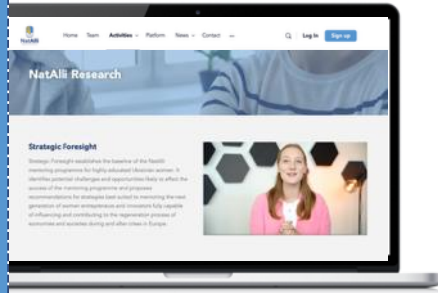 NatAlli
Home Team Activities Platform News Contact ... Log In Sign up
NatAlli Research
Strategic Foresight
Strategic Foresight establishes the baseline of the NatAlli
mentoring programme for highly educated Ukrainian women. It
identifies potential challenges and opportunities likely to affect the
success of the mentoring programme and proposes
recommendations for strategies best suited to mentoring the next
generation of women entrepreneurs and innovators fully capable
of influencing and contributing to the regeneration process of
economies and societies during and after crises in Europe.